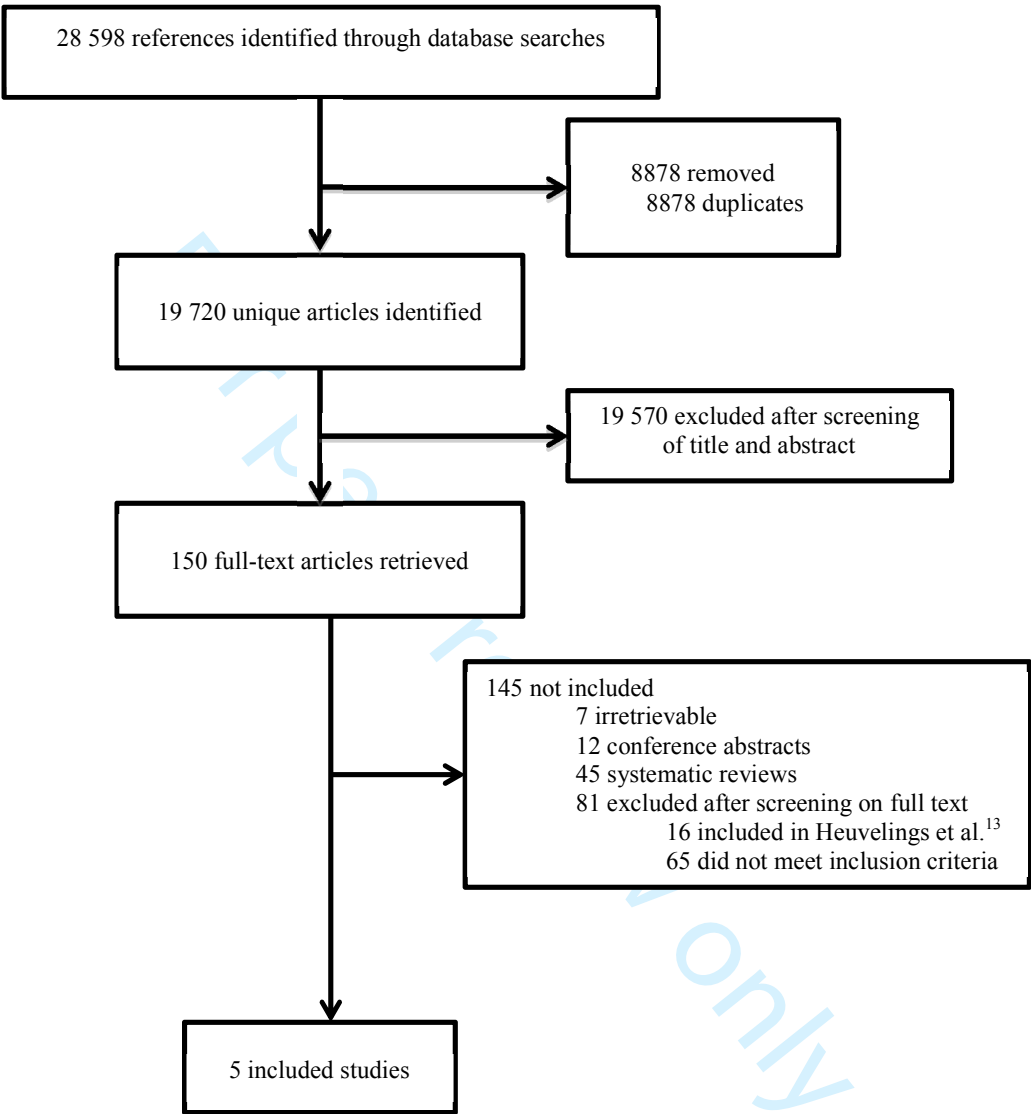 28 598 references identified through database searches
8878 removed
8878 duplicates
19 720 unique articles identified
19 570 excluded after screening
of title and abstract
150 full-text articles retrieved
145 not included
7 irretrievable
12 conference abstracts
45 systematic reviews
81 excluded after screening on full text
16 included in Heuvelings et al.13
65 did not meet inclusion criteria
5 included studies